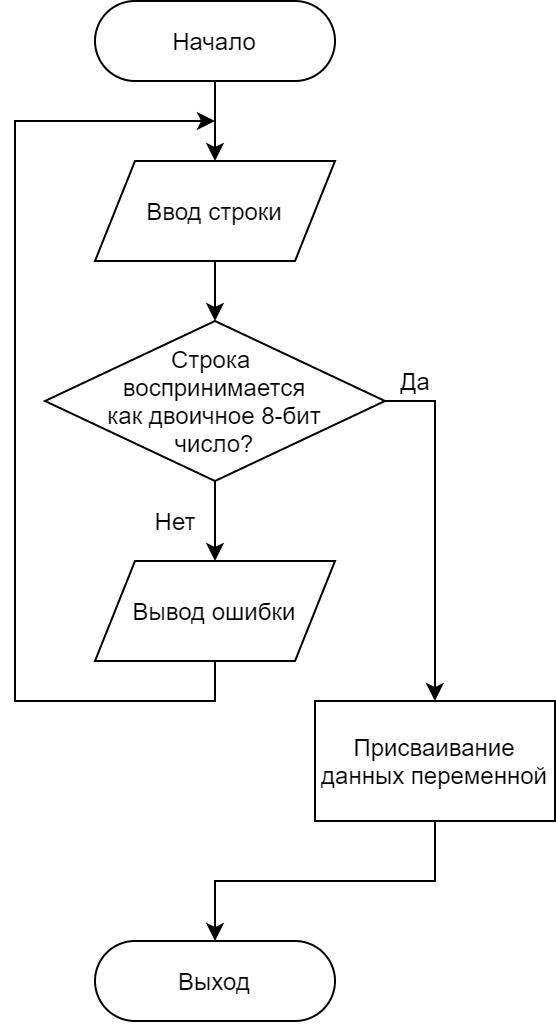 Начало
Ввод строки
Строка
воспринимается
как двоичное 8-бит
число?
Да
Нет
Вывод ошибки
Присваивание
данных переменной
Выход